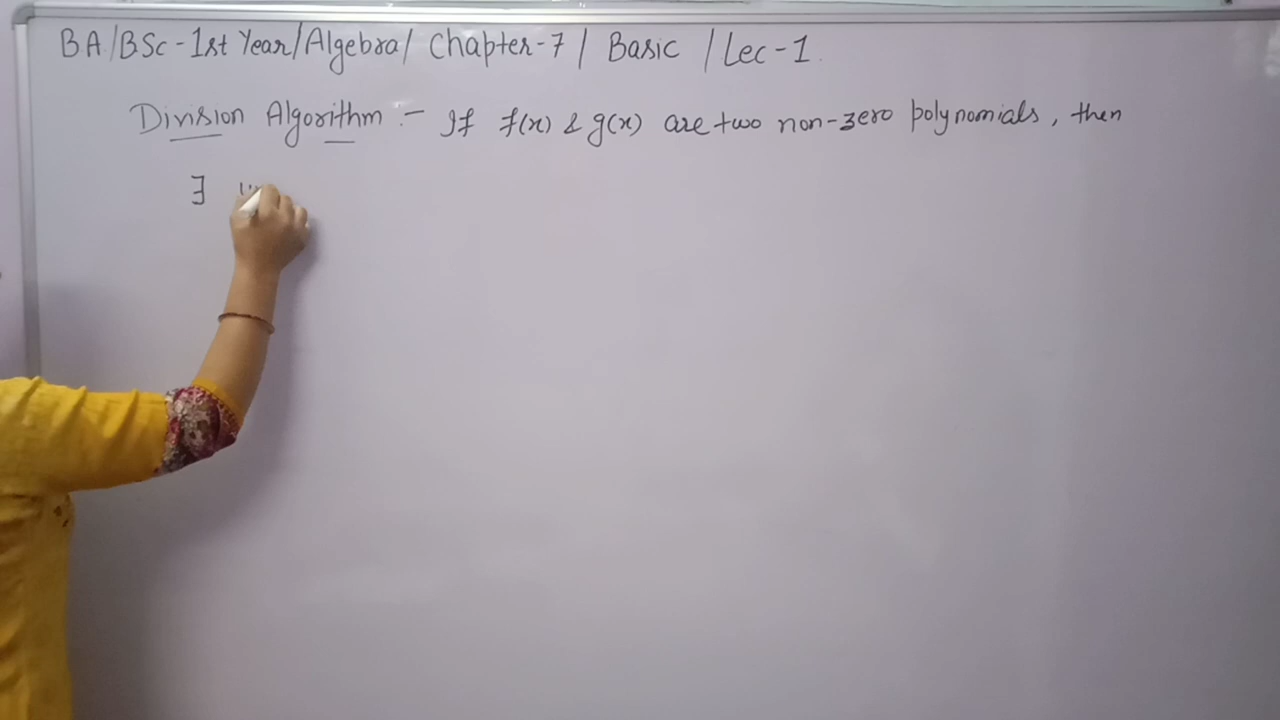 BA/BSc-1st Year/Algebra/ Chapter-7/ Basic /Lec-1.
Division Algorithm :- If f(x) & g(x) are two non-zero polynomials, then
∃